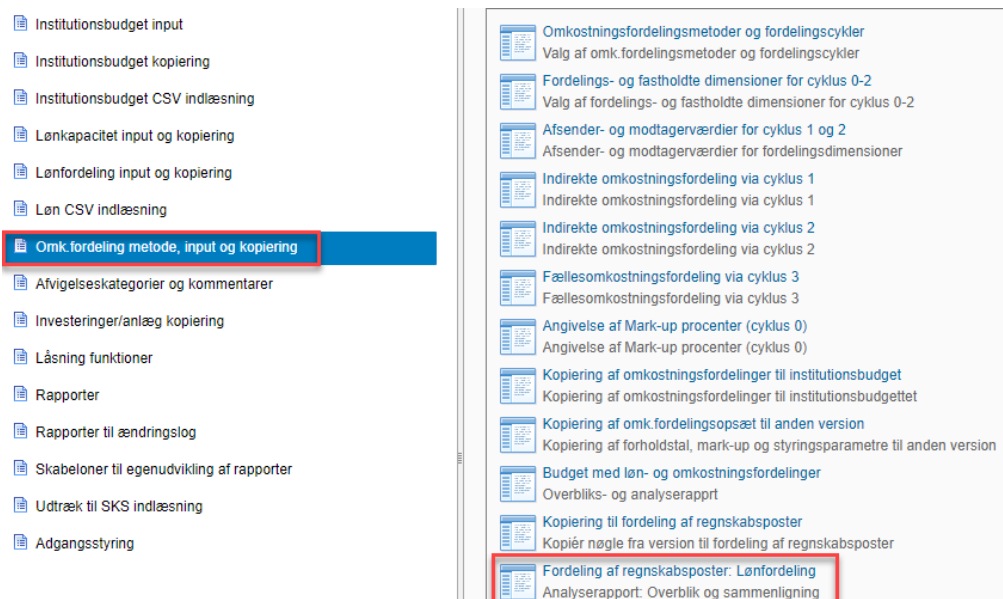 Institutionsbudget input
Institutionsbudget kopiering
Institutionsbudget CSV indlæsning
Lønkapacitet input og kopiering
Lønfordeling input og kopiering
Løn CSV indlæsning
Omk.fordeling metode, input og kopiering
Afvigelseskategorier og kommentarer
Investeringer/anlæg kopiering
Låsning funktioner
Rapporter
Rapporter til ændringslog
Skabeloner til egenudvikling af rapporter
Udtræk til SKS indlæsning
Adgangsstyring
Omkostningsfordelingsmetoder og fordelingscykler
Valg af omk.fordelingsmetoder og fordelingscykler
Fordelings- og fastholdte dimensioner for cyklus 0-2
Valg af fordelings- og fastholdte dimensioner for cyklus 0-2
Afsender- og modtagerværdier for cyklus 1 og 2
Afsender- og modtagerværdier for fordelingsdimensioner
Indirekte omkostningsfordeling via cyklus 1
Indirekte omkostningsfordeling via cyklus 1
Indirekte omkostningsfordeling via cyklus 2
Indirekte omkostningsfordeling via cyklus 2
Fællesomkostningsfordeling via cyklus 3
Fællesomkostningsfordeling via cyklus 3
Angivelse af Mark-up procenter (cyklus 0)
Angivelse af Mark-up procenter (cyklus 0)
Kopiering af omkostningsfordelinger til institutionsbudget
Kopiering af omkostningsfordelinger til institutionsbudgettet
Kopiering af omk.fordelingsopsæt til anden version
Kopiering af forholdstal, mark-up og styringsparametre til anden version
Budget med løn- og omkostningsfordelinger
Overbliks- og analyserapprt
Kopiering til fordeling af regnskabsposter
Kopiér nøgle fra version til fordeling af regnskabsposter
Fordeling af regnskabsposter: Lønfordeling
Analyserapport: Overblik og sammenligning